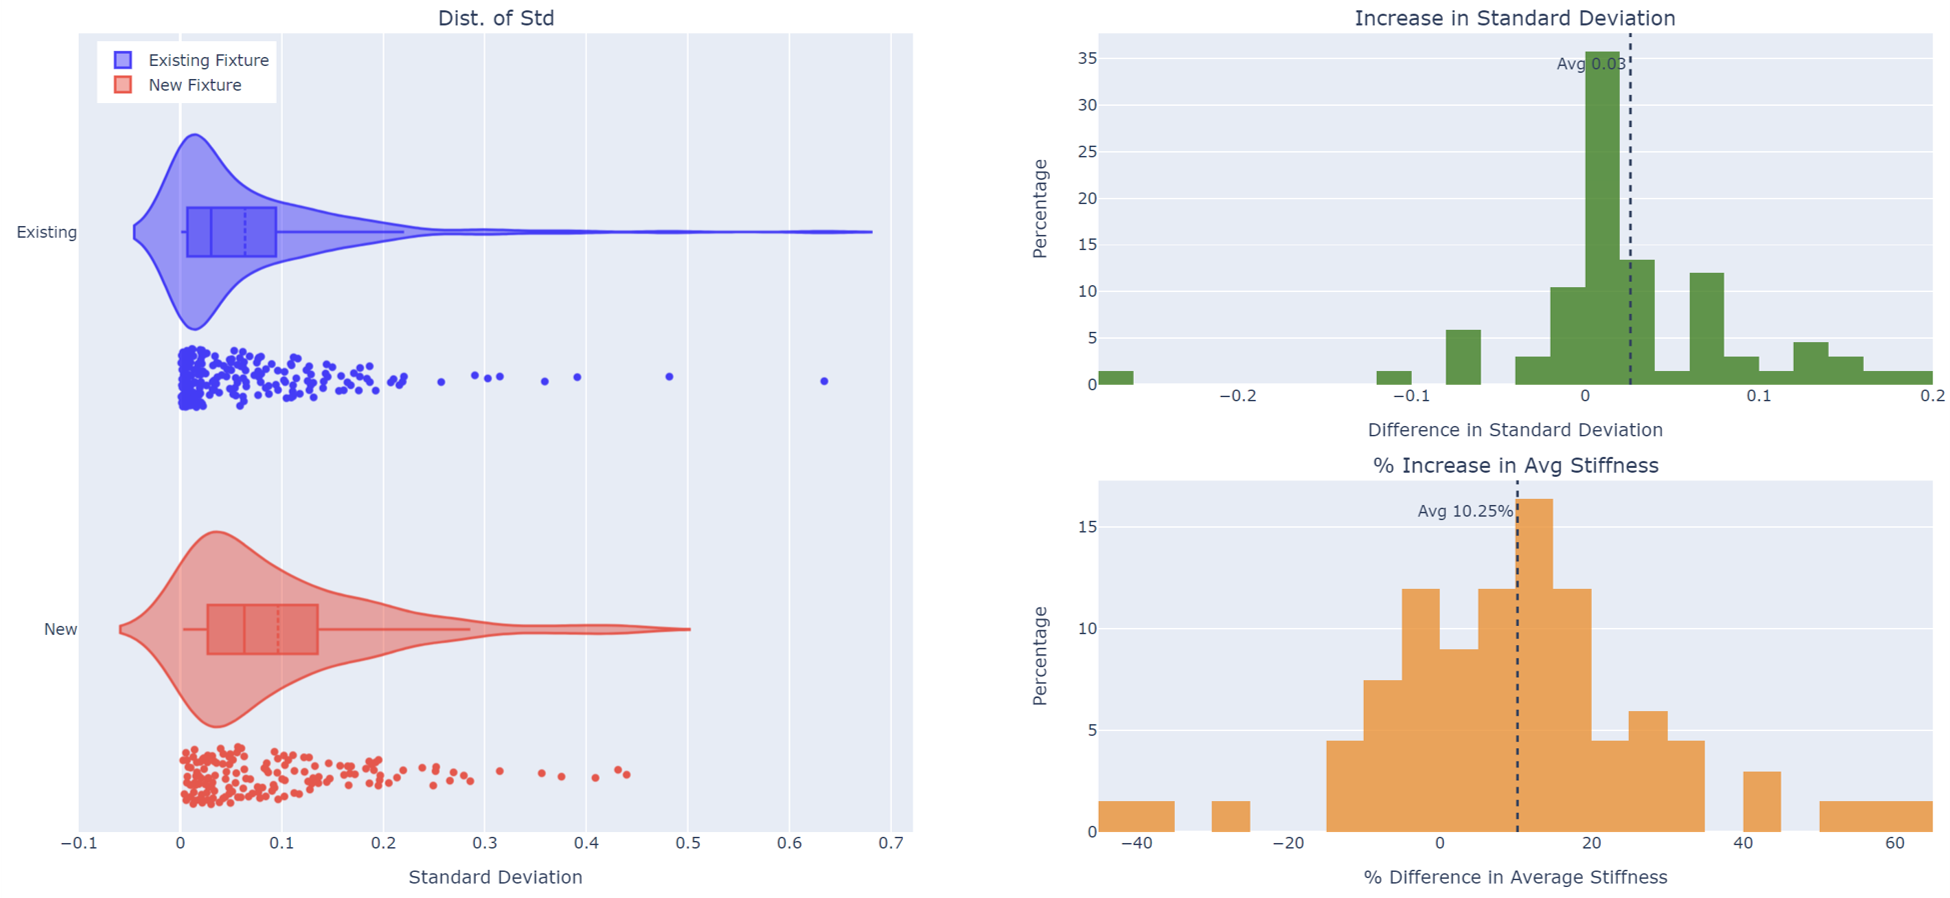 Dist. of Std
Existing Fixture
New Fixture
Existing
New
−0.1 0 0.1 0.2 0.3 0.4 0.5 0.6 0.7
Standard Deviation
Increase in Standard Deviation
Avg 0.03
35
30
25
20
15
10
5
0
Percentage
−0.2 −0.1 0 0.1 0.2
Difference in Standard Deviation
% Increase in Avg Stiffness
Avg 10.25%
15
10
5
0
Percentage
−40 −20 0 20 40 60
% Difference in Average Stiffness